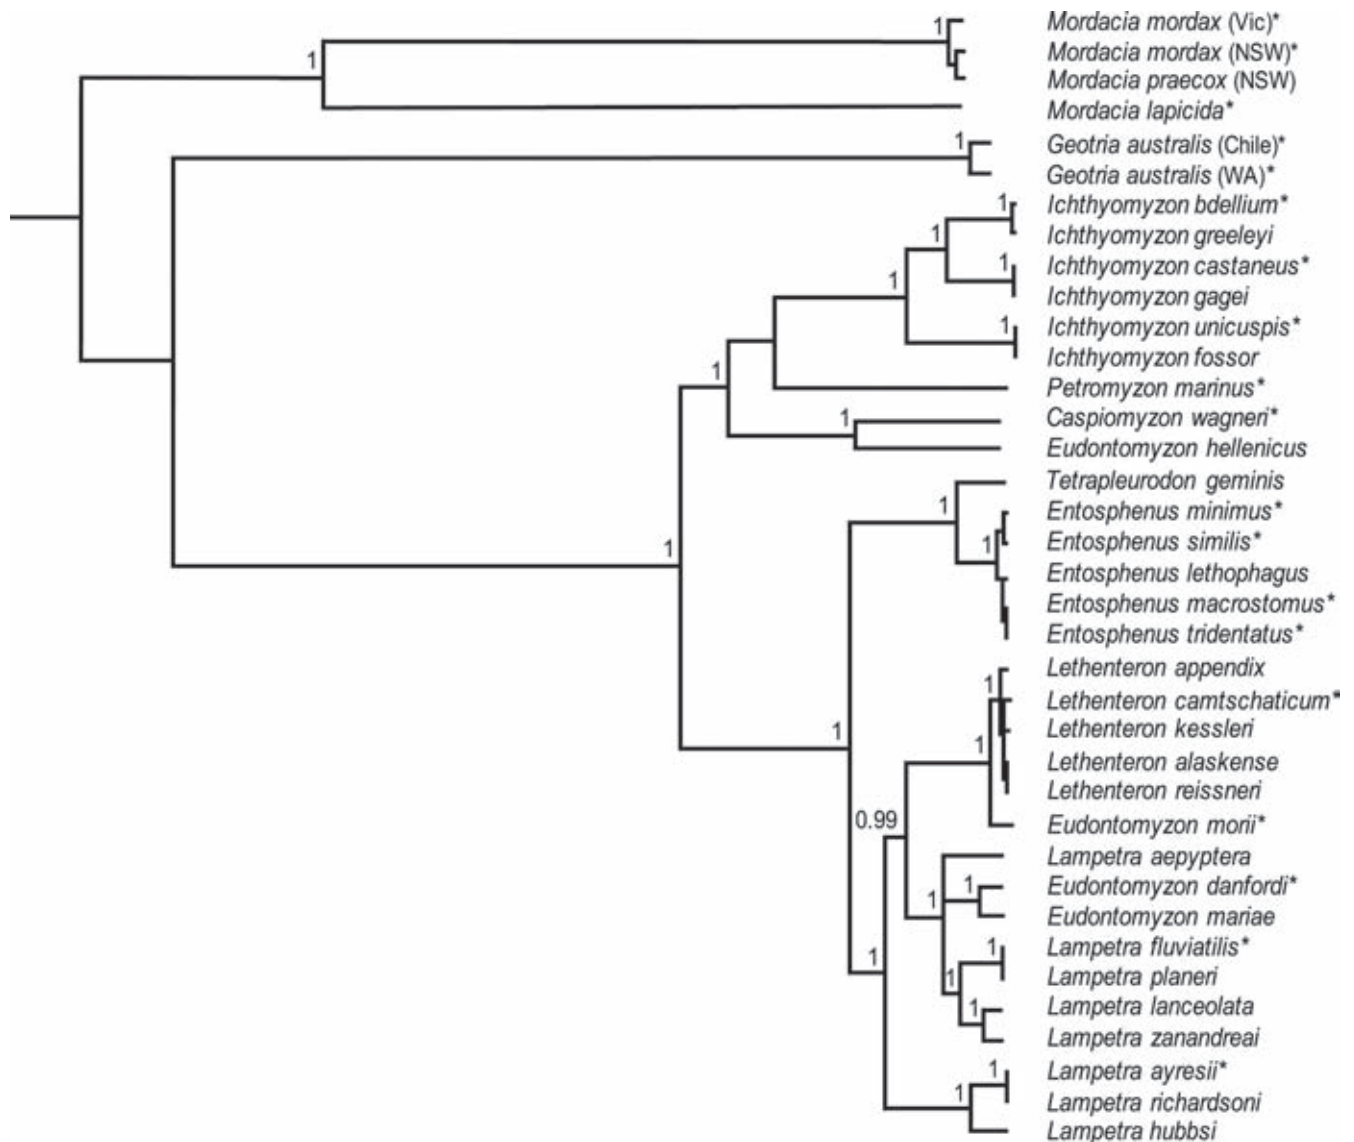 1
Mordacia mordax (Vic)*
Mordacia mordax (NSW)*
1
Mordacia praecox (NSW)
Mordacia lapicida*
1
Geotria australis (Chile)*
Geotria australis (WA)*
1
Ichthyomyzon bdellium*
1
Ichthyomyzon greeleyi
1
Ichthyomyzon castaneus*
1
Ichthyomyzon gagei
1
Ichthyomyzon unicuspis*
Ichthyomyzon fossor
1
Petromyzon marinus*
1
Caspiomyzon wagneri*
Eudontomyzon hellenicus
Tetrapleurodon geminis
1
Entosphenus minimus*
1
Entosphenus similis*
1
Entosphenus lethophagus
Entosphenus macrostomus*
Entosphenus tridentatus*
Lethenteron appendix
1
Lethenteron camtschaticum*
1
Lethenteron kessleri
1
Lethenteron alaskense
Lethenteron reissneri
0.99
Eudontomyzon morii*
Lampetra aepyptera
1
Eudontomyzon danfordi*
1
Eudontomyzon mariae
1
Lampetra fluviatilis*
1
Lampetra planeri
1
Lampetra lanceolata
1
Lampetra zanandreai
1
Lampetra ayresii*
1
Lampetra richardsoni
Lampetra hubbsi